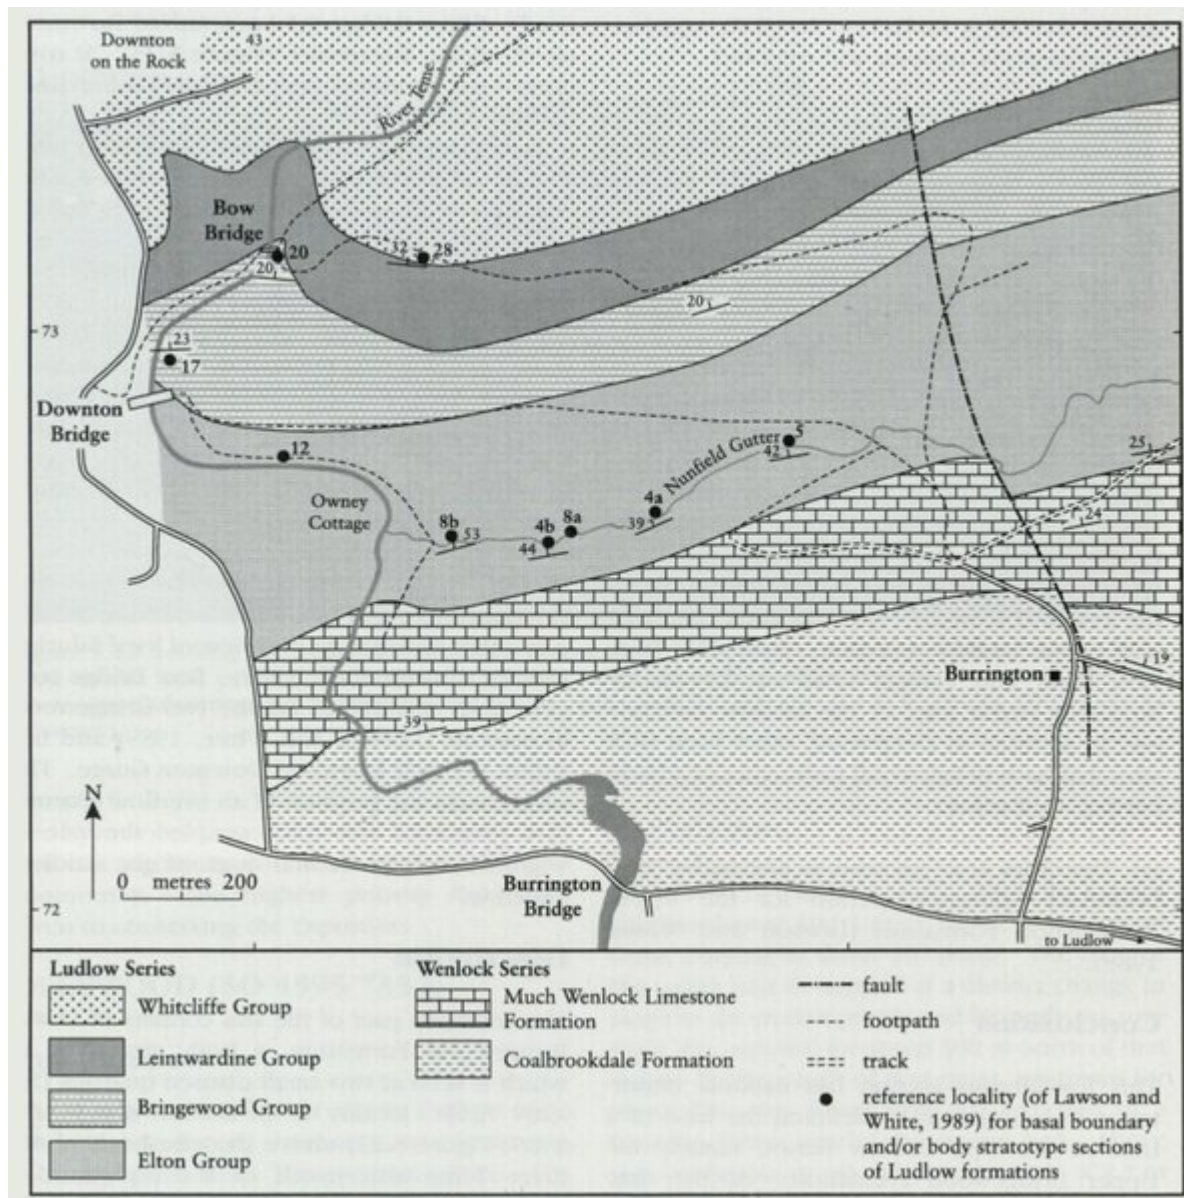 Downton
on the Rock
43
44
River Teme
Bow
Bridge
20
20
12
28
20
73
23
17
Downton
Bridge
12
Owney
Cottage
8b
53
4b
44
8a
4a
39
Nunfield Gutter
5
42
25
24
39
Burrington
19
N
0 metres 200
72
Burrington
Bridge
to Ludlow
Ludlow Series
Whitcliffe Group
Leintwardine Group
Bringewood Group
Elton Group
Wenlock Series
Much Wenlock Limestone
Formation
Coalbrookdale Formation
fault
footpath
track
reference locality (of Lawson and
White, 1989) for basal boundary
and/or body stratotype sections
of Ludlow formations